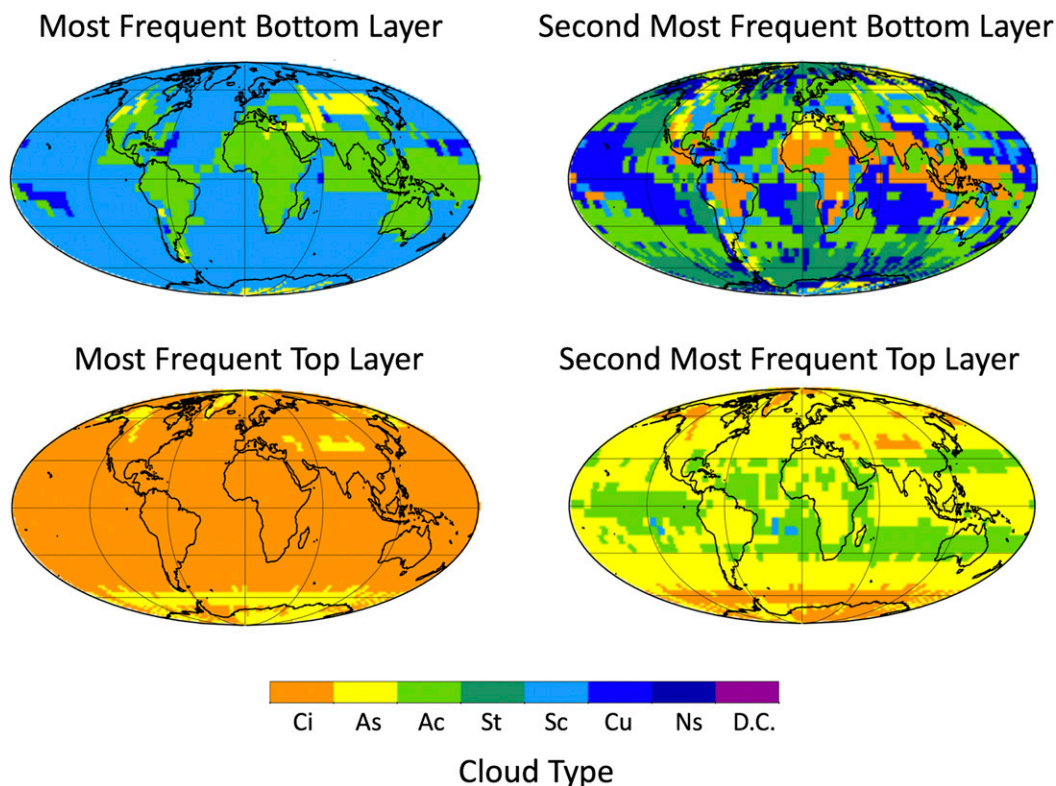 Most Frequent Bottom Layer
Second Most Frequent Bottom Layer
Most Frequent Top Layer
Second Most Frequent Top Layer
Ci As Ac St Sc Cu Ns D.C.
Cloud Type